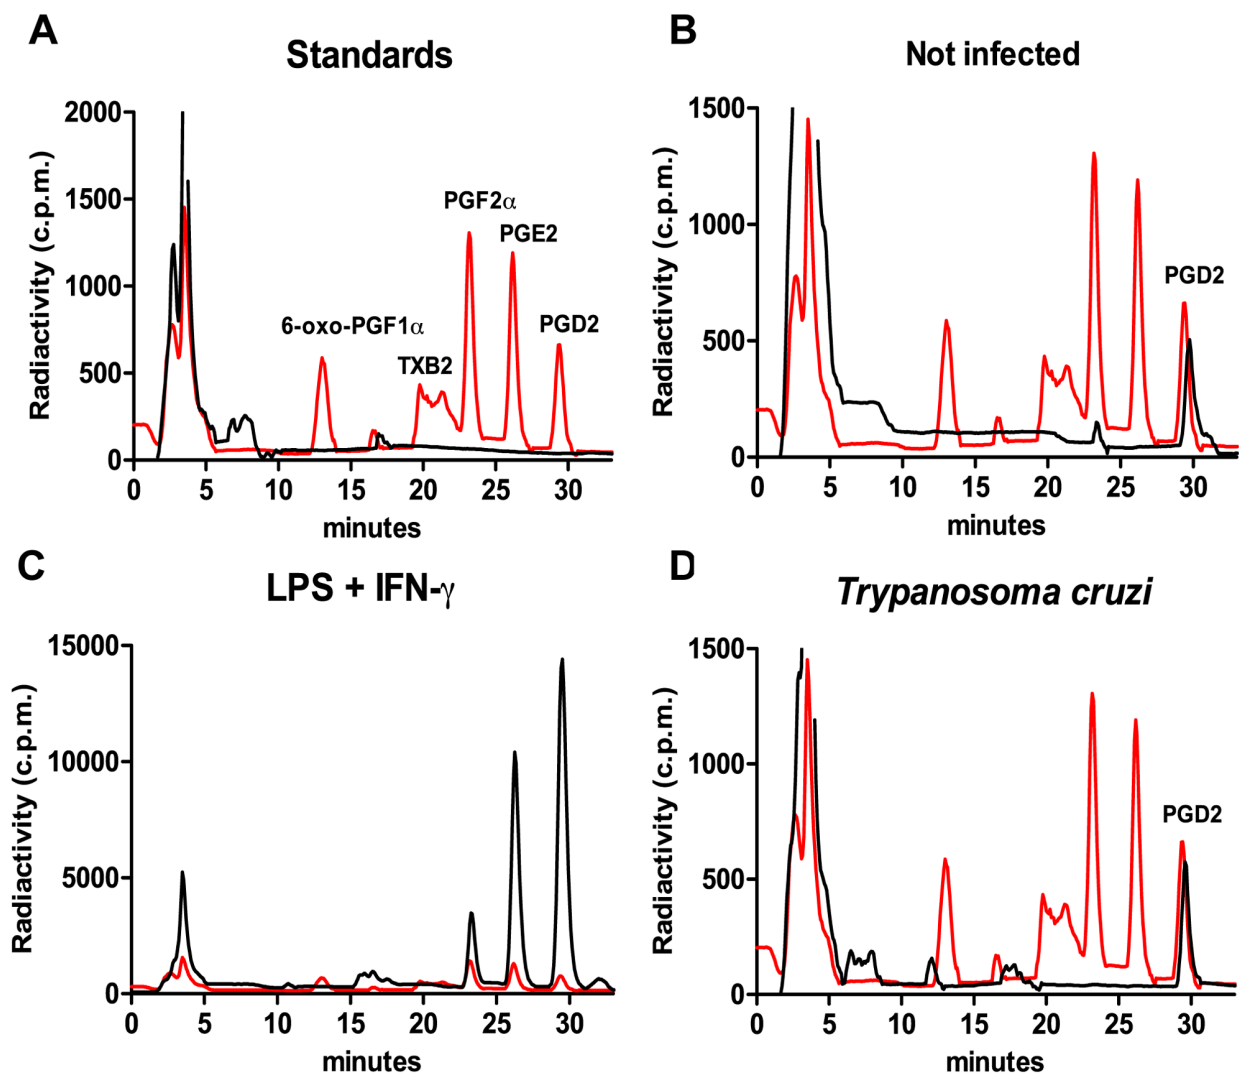 A
Standards
Radiactivity (c.p.m.)
2000
1500
1000
500
0
PGF2α
PGE2
6-oxo-PGF1α
PGD2
TXB2
0 5 10 15 20 25 30
minutes
B
Not infected
Radiactivity (c.p.m.)
1500
1000
500
0
PGD2
0 5 10 15 20 25 30
minutes
C
LPS + IFN-γ
Radiactivity (c.p.m.)
15000
10000
5000
0
0 5 10 15 20 25 30
minutes
D
Trypanosoma cruzi
Radiactivity (c.p.m.)
1500
1000
500
0
PGD2
0 5 10 15 20 25 30
minutes